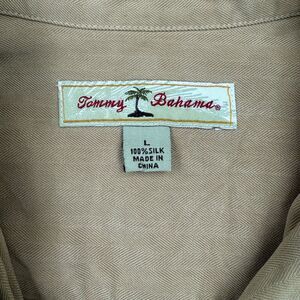 Tommy Bahama®
L
100% SILK
MADE IN
CHINA